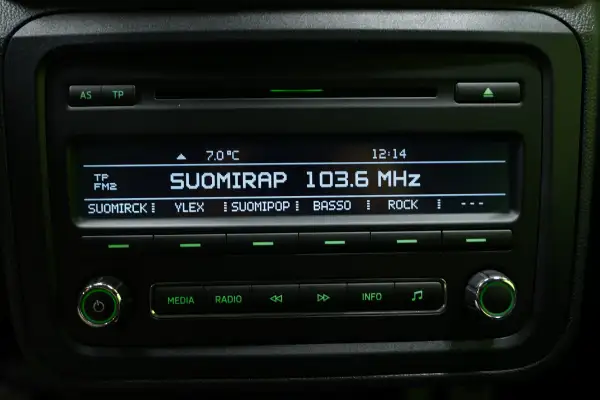 AS TP
7.0°C 12:14
TP
FM2
SUOMIRAP 103.6 MHz
SUOMIRCK YLEX SUOMIPOP BASSO ROCK ---
MEDIA RADIO INFO